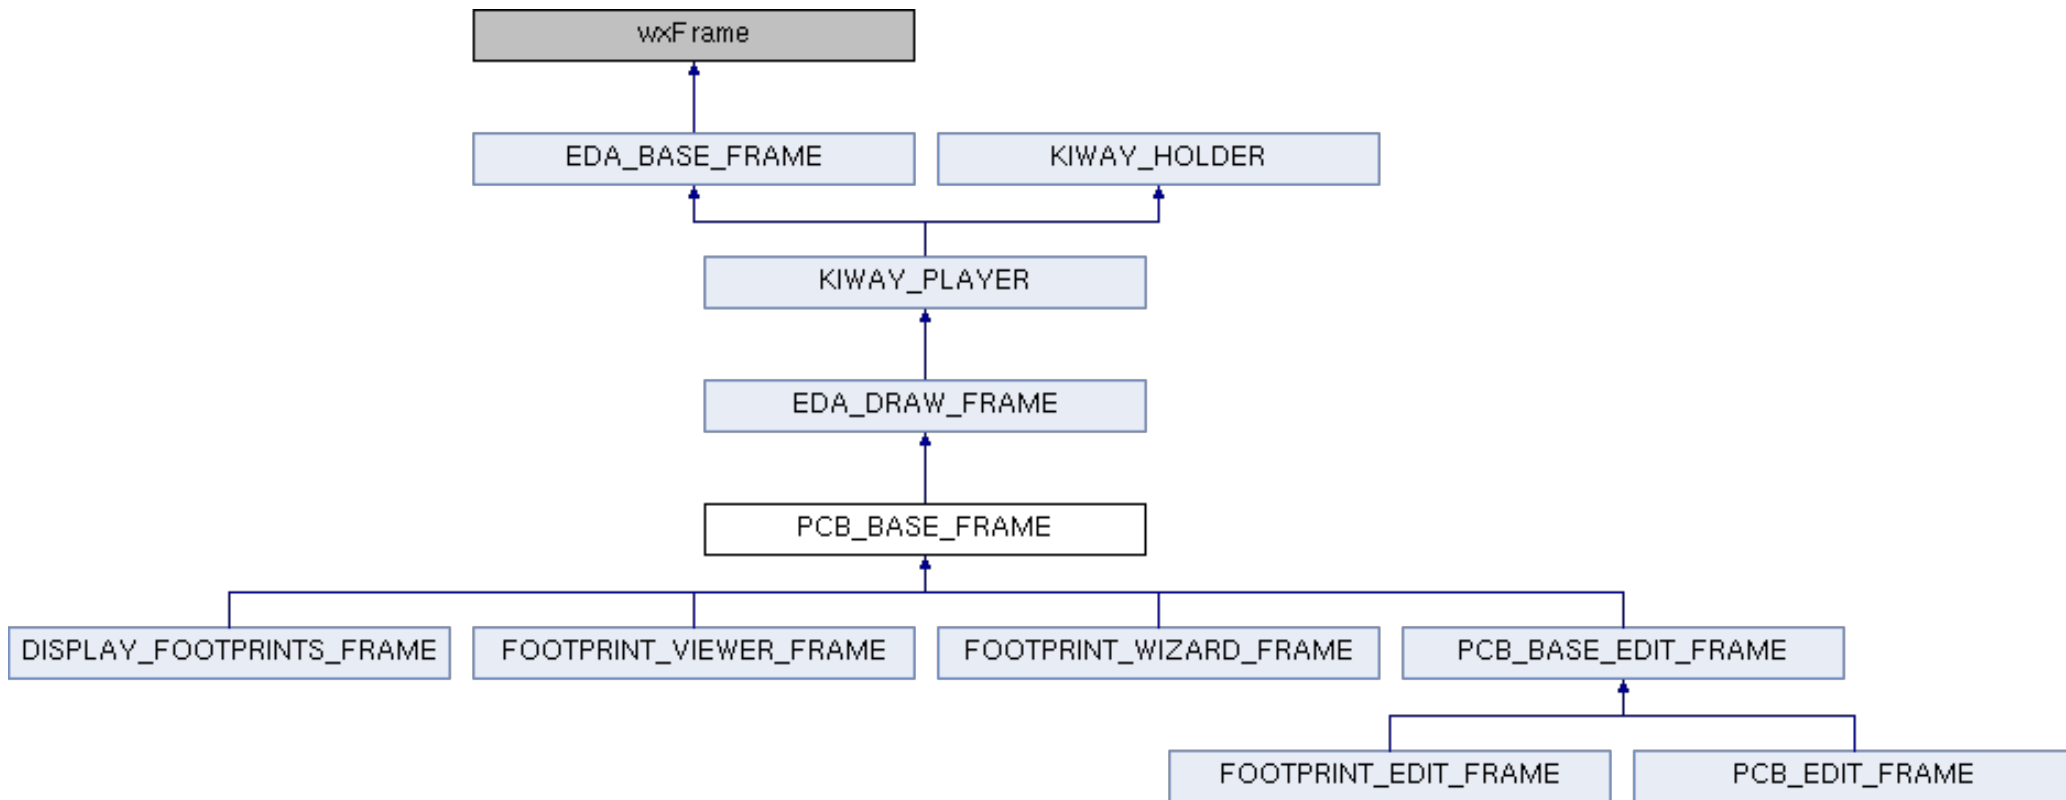 wxFrame
EDA_BASE_FRAME
KIWAY_HOLDER
KIWAY_PLAYER
EDA_DRAW_FRAME
PCB_BASE_FRAME
DISPLAY_FOOTPRINTS_FRAME
FOOTPRINT_VIEWER_FRAME
FOOTPRINT_WIZARD_FRAME
PCB_BASE_EDIT_FRAME
FOOTPRINT_EDIT_FRAME
PCB_EDIT_FRAME